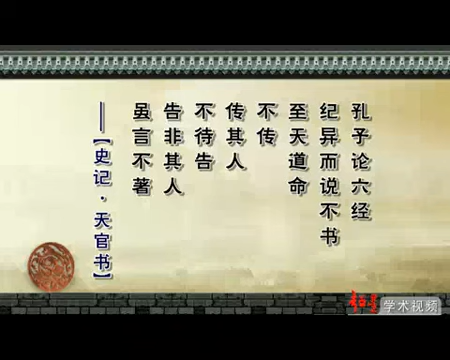 孔子论六经
纪异而说不书
至天道命
不传
传其人
不待告
告非其人
虽言不著
——【史记·天官书】
学术视频